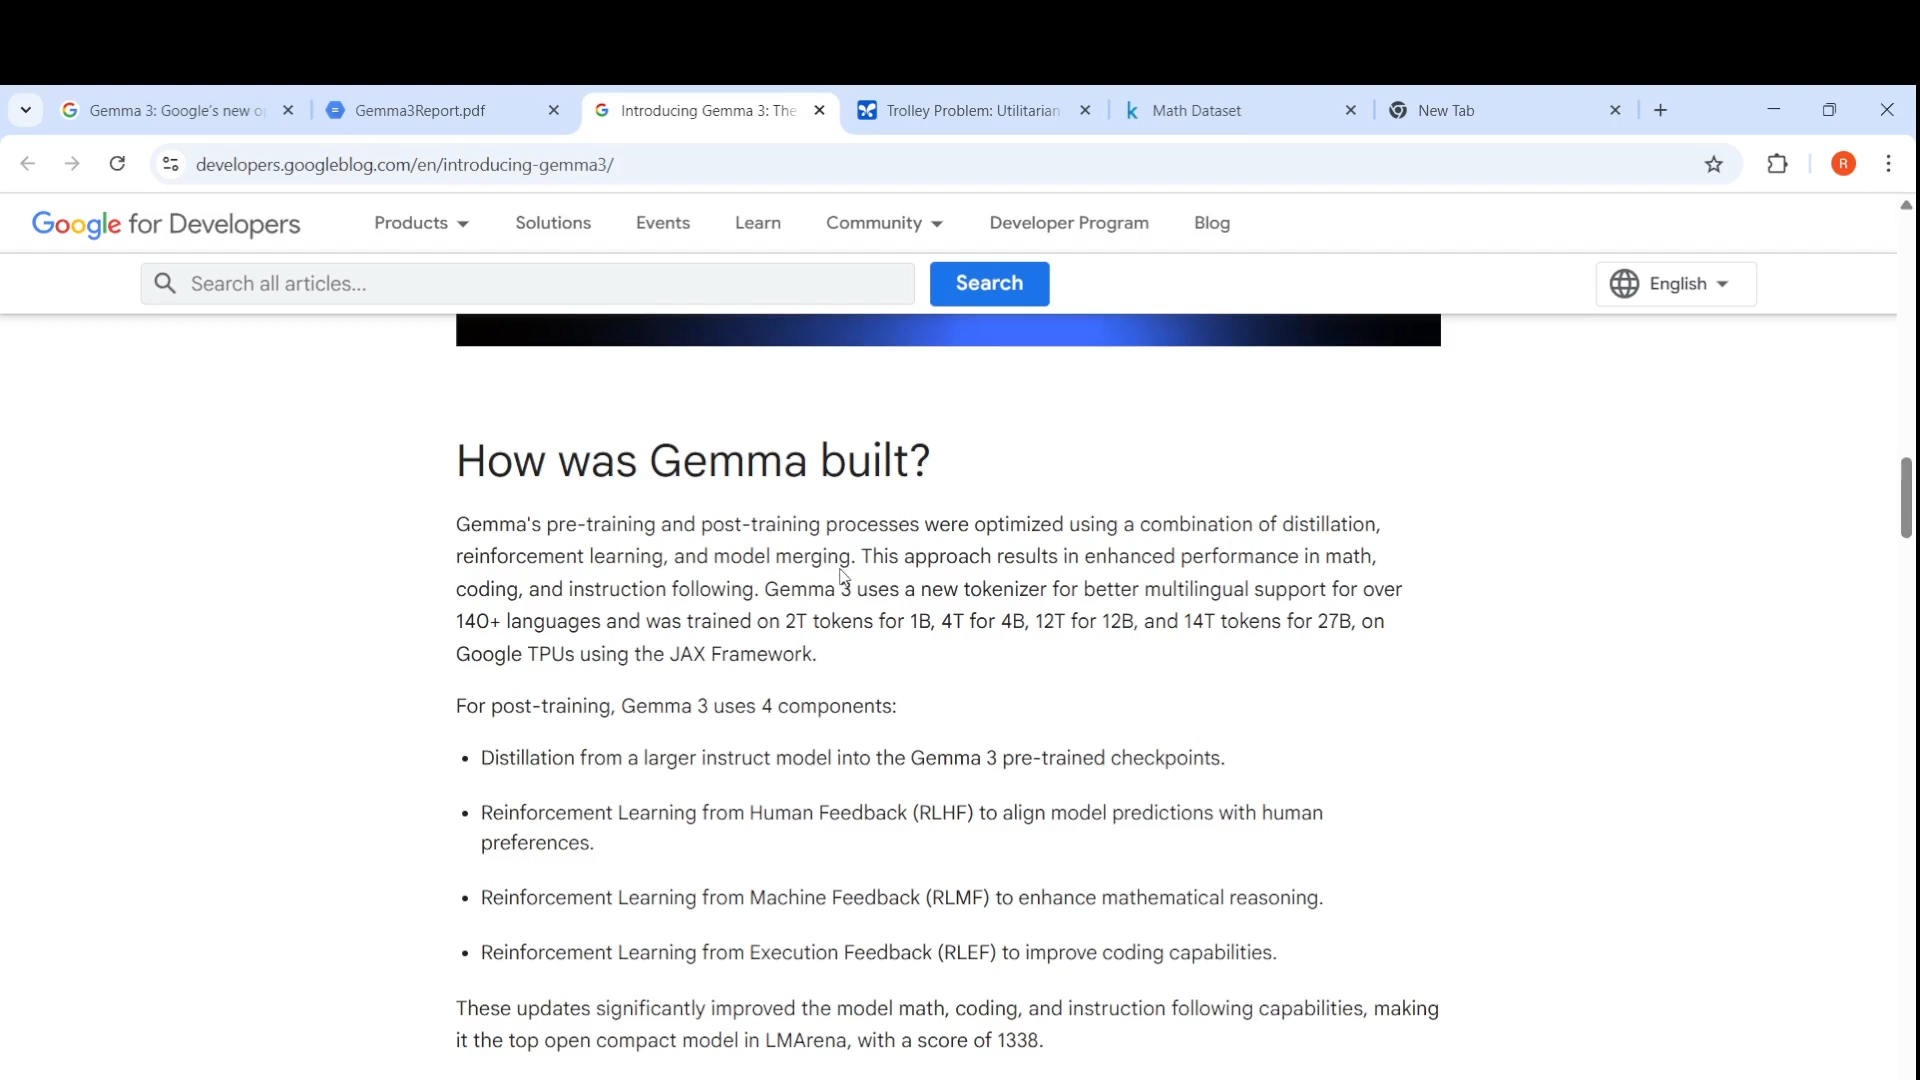 Gemma 3: Google's new o
Gemma3Report.pdf
Introducing Gemma 3: The
Trolley Problem: Utilitarian
k
Math Dataset
New Tab
developers.googleblog.com/en/introducing-gemma3/
R
Google for Developers
Products
Solutions
Events
Learn
Community
Developer Program
Blog
Search all articles...
Search
English
How was Gemma built?
Gemma's pre-training and post-training processes were optimized using a combination of distillation,
reinforcement learning, and model merging. This approach results in enhanced performance in math,
coding, and instruction following. Gemma 3 uses a new tokenizer for better multilingual support for over
140+ languages and was trained on 2T tokens for 1B, 4T for 4B, 12T for 12B, and 14T tokens for 27B, on
Google TPUs using the JAX Framework.
For post-training, Gemma 3 uses 4 components:
• Distillation from a larger instruct model into the Gemma 3 pre-trained checkpoints.
• Reinforcement Learning from Human Feedback (RLHF) to align model predictions with human
preferences.
• Reinforcement Learning from Machine Feedback (RLMF) to enhance mathematical reasoning.
• Reinforcement Learning from Execution Feedback (RLEF) to improve coding capabilities.
These updates significantly improved the model math, coding, and instruction following capabilities, making
it the top open compact model in LMArena, with a score of 1338.